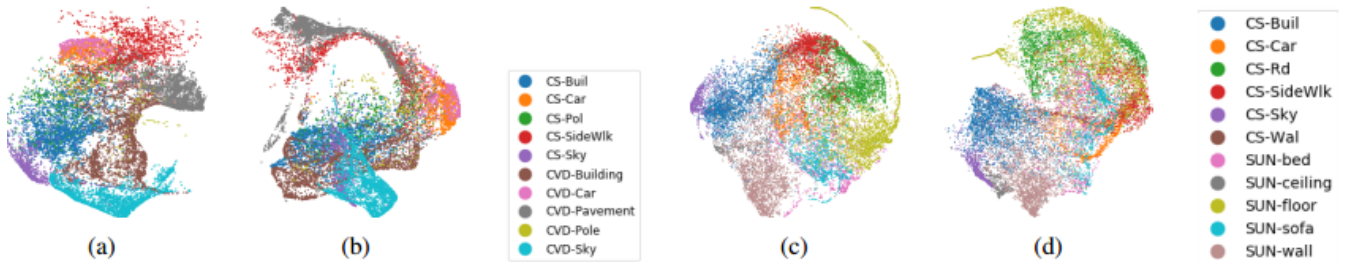 CS-Buil
CS-Car
CS-Pol
CS-SideWlk
CS-Sky
CVD-Building
CVD-Car
CVD-Pavement
CVD-Pole
CVD-Sky
CS-Buil
CS-Car
CS-Rd
CS-SideWlk
CS-Sky
CS-Wal
SUN-bed
SUN-ceiling
SUN-floor
SUN-sofa
SUN-wall
(a)
(b)
(c)
(d)